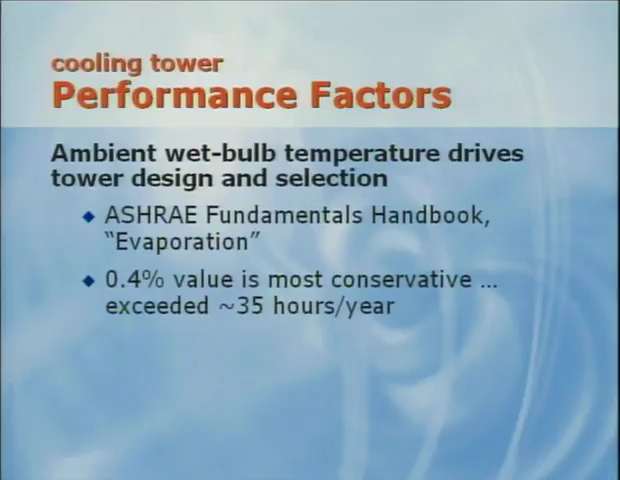 cooling tower
Performance Factors
Ambient wet-bulb temperature drives
tower design and selection
◆ ASHRAE Fundamentals Handbook,
“Evaporation”
◆ 0.4% value is most conservative …
exceeded ~35 hours/year